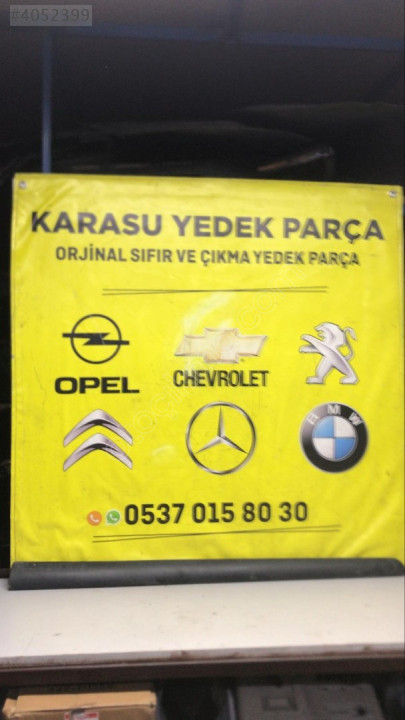 #4052399
KARASU YEDEK PARÇA
ORJİNAL SIFIR VE ÇIKMA YEDEK PARÇA
OPEL
CHEVROLET
BMW
0537 015 80 30